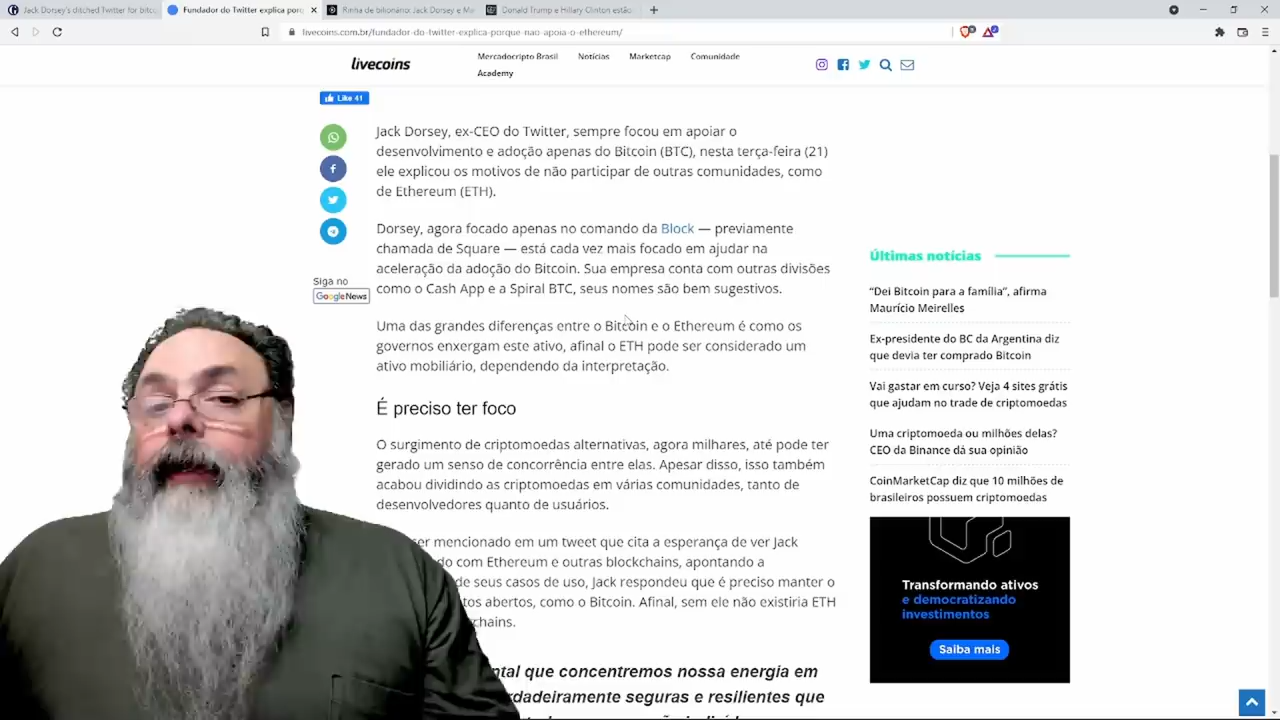 Jack Dorsey's ditched Twitter for bitc
Fundador do Twitter explica porq
Rinha de bilionário: Jack Dorsey e M
Donald Trump e Hillary Clinton estã
livecoins.com.br/fundador-do-twitter-explica-porque-nao-apoia-o-ethereum/
livecoins
Mercadocripto Brasil
Notícias
Marketcap
Comunidade
Academy
Like 41
Jack Dorsey, ex-CEO do Twitter, sempre focou em apoiar o
desenvolvimento e adoção apenas do Bitcoin (BTC), nesta terça-feira (21)
ele explicou os motivos de não participar de outras comunidades, como
de Ethereum (ETH).
Dorsey, agora focado apenas no comando da Block — previamente
chamada de Square — está cada vez mais focado em ajudar na
aceleração da adoção do Bitcoin. Sua empresa conta com outras divisões
como o Cash App e a Spiral BTC, seus nomes são bem sugestivos.
Siga no
Google News
Uma das grandes diferenças entre o Bitcoin e o Ethereum é como os
governos enxergam este ativo, afinal o ETH pode ser considerado um
ativo mobiliário, dependendo da interpretação.
É preciso ter foco
O surgimento de criptomoedas alternativas, agora milhares, até pode ter
gerado um senso de concorrência entre elas. Apesar disso, isso também
acabou dividindo as criptomoedas em várias comunidades, tanto de
desenvolvedores quanto de usuários.
ser mencionado em um tweet que cita a esperança de ver Jack
do com Ethereum e outras blockchains, apontando a
de seus casos de uso, Jack respondeu que é preciso manter o
tos abertos, como o Bitcoin. Afinal, sem ele não existiria ETH
chains.
ntal que concentremos nossa energia em
rdadeiramente seguras e resilientes que
Últimas notícias
“Dei Bitcoin para a família”, afirma
Maurício Meirelles
Ex-presidente do BC da Argentina diz
que devia ter comprado Bitcoin
Vai gastar em curso? Veja 4 sites grátis
que ajudam no trade de criptomoedas
Uma criptomoeda ou milhões delas?
CEO da Binance dá sua opinião
CoinMarketCap diz que 10 milhões de
brasileiros possuem criptomoedas
Transformando ativos
e democratizando
investimentos
Saiba mais